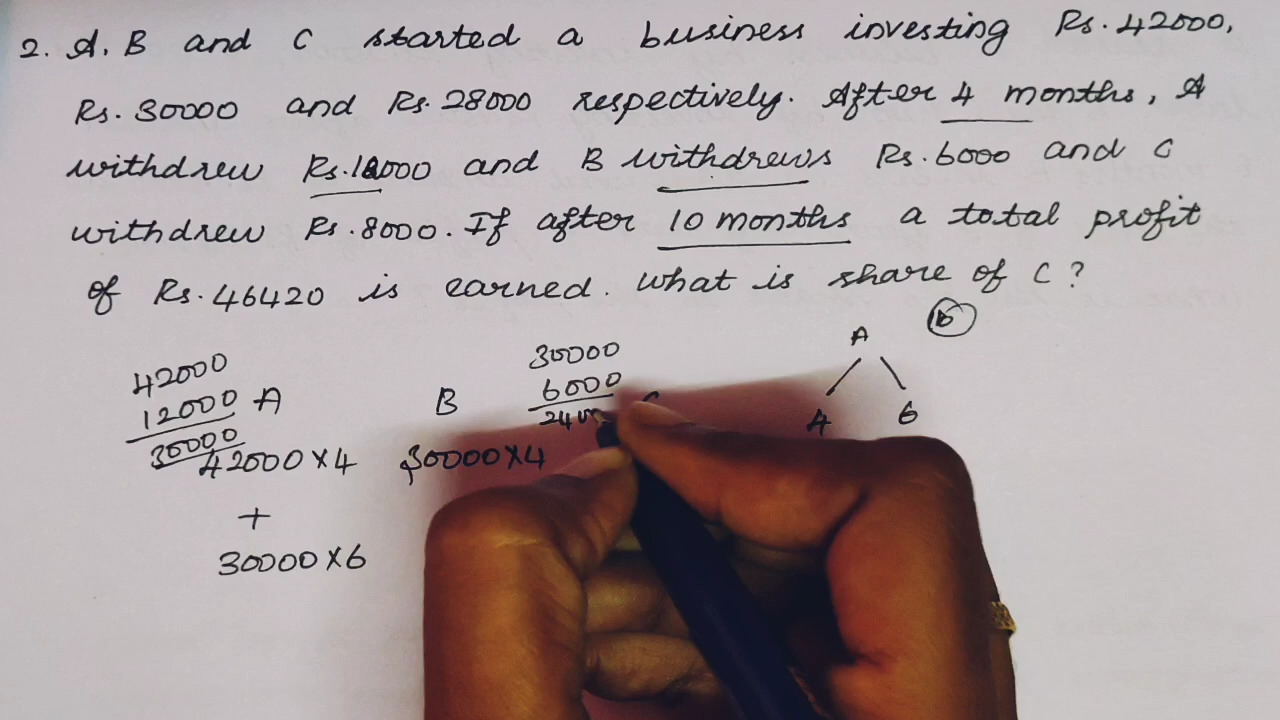 2. A, B and C started a business investing Rs. 42000,
Rs. 30000 and Rs. 28000 respectively. After 4 months, A
withdrew Rs. 12000 and B withdrews Rs. 6000 and C
withdrew Rs. 8000. If after 10 months a total profit
of Rs. 46420 is earned. What is share of C?
A
42000
12000 A
30000
B
30000
6000
C
4 6
42000 x 4
30000 x 4
+
30000 x 6